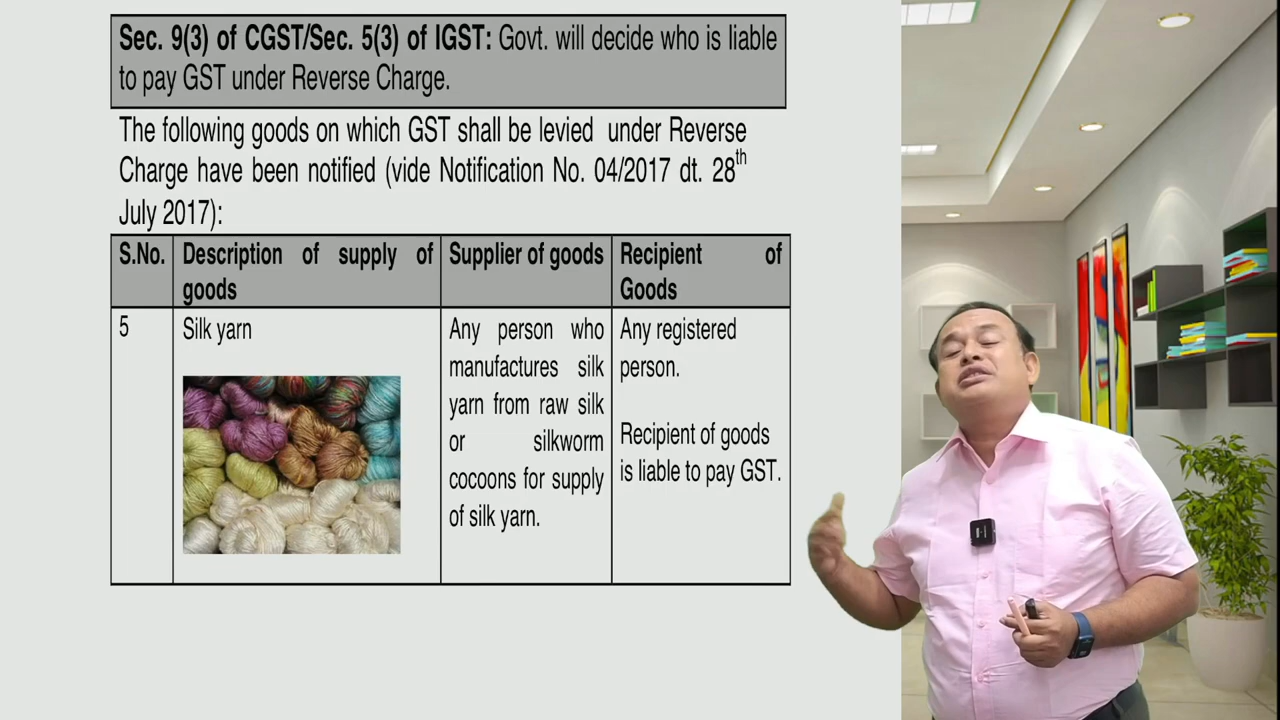 Sec. 9(3) of CGST/Sec. 5(3) of IGST: Govt. will decide who is liable
to pay GST under Reverse Charge.
The following goods on which GST shall be levied under Reverse
Charge have been notified (vide Notification No. 04/2017 dt. 28th
July 2017):
S.No.
Description of supply of
goods
Supplier of goods
Recipient of
Goods
5
Silk yarn
Any person who
manufactures silk
yarn from raw silk
or silkworm
cocoons for supply
of silk yarn.
Any registered
person.
Recipient of goods
is liable to pay GST.